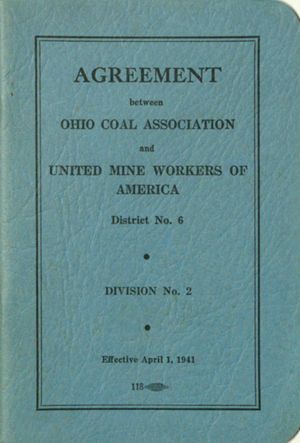 AGREEMENT
between
OHIO COAL ASSOCIATION
and
UNITED MINE WORKERS OF
AMERICA
District No. 6
DIVISION No. 2
Effective April 1, 1941
118